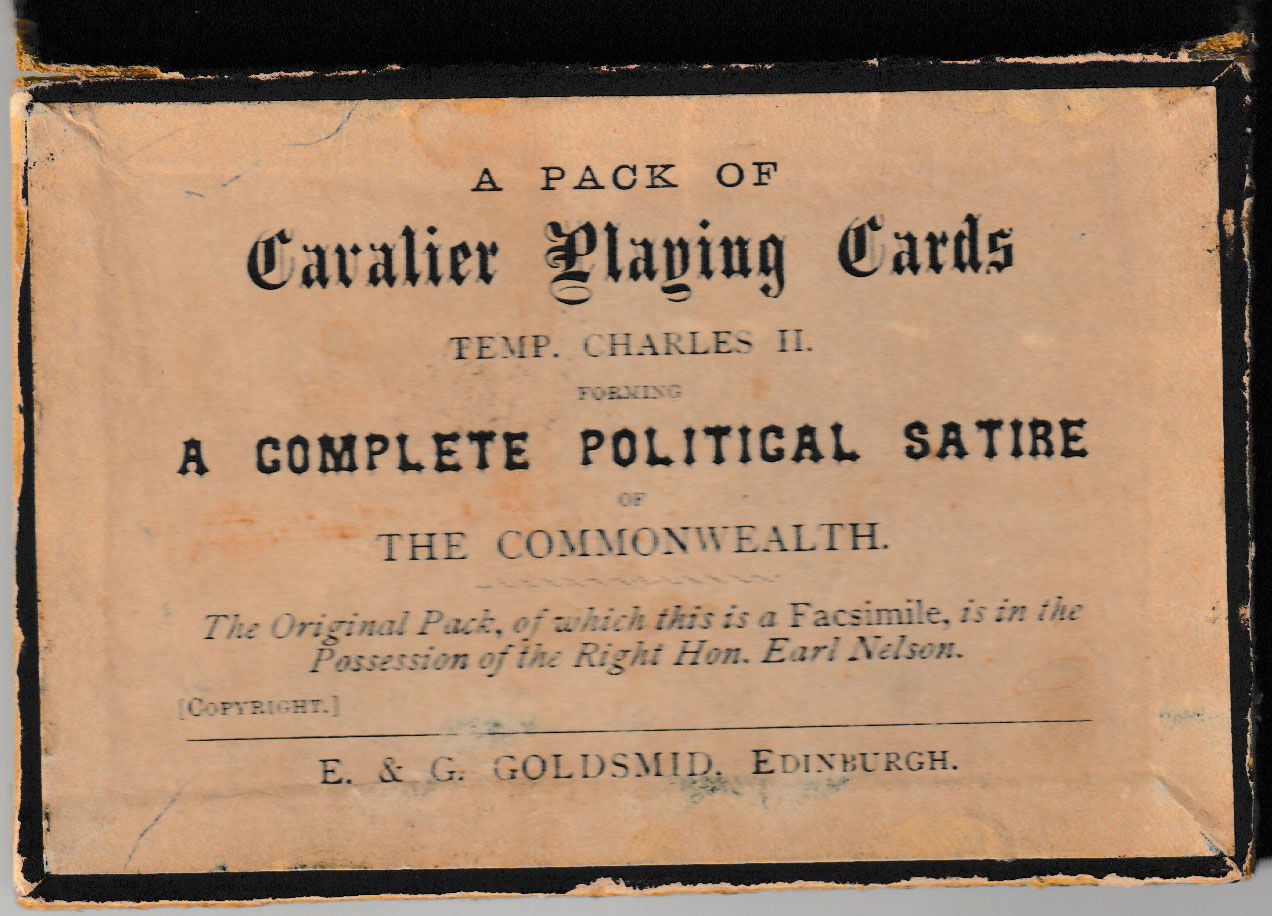 A PACK OF
Cavalier Playing Cards
TEMP. CHARLES II.
FORMING
A COMPLETE POLITICAL SATIRE
OF
THE COMMONWEALTH.
The Original Pack, of which this is a Facsimile, is in the
Possession of the Right Hon. Earl Nelson.
[COPYRIGHT.]
E. & G. GOLDSMID, EDINBURGH.